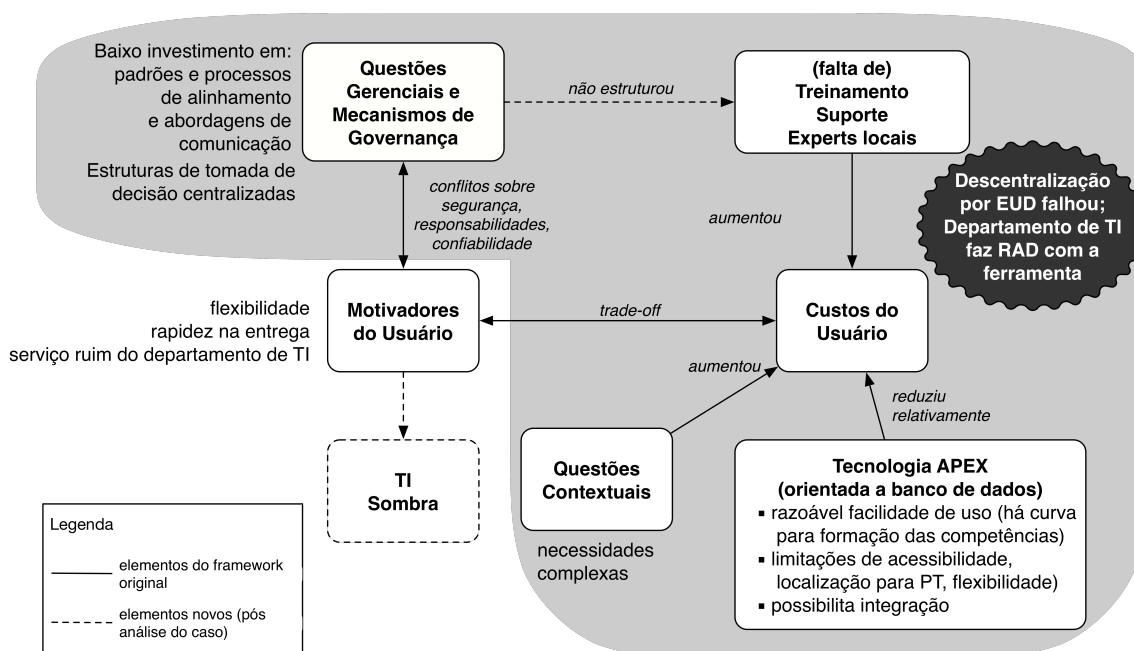 Baixo investimento em:
padrões e processos
de alinhamento
e abordagens de
comunicação
Estruturas de tomada de
decisão centralizadas
Questões
Gerenciais e
Mecanismos de
Governança
não estruturou
(falta de)
Treinamento
Suporte
Experts locais
conflitos sobre
segurança,
responsabilidades,
confiabilidade
aumentou
Descentralização
por EUD falhou;
Departamento de TI
faz RAD com a
ferramenta
flexibilidade
rapidez na entrega
serviço ruim do departamento de TI
Motivadores
do Usuário
trade-off
Custos do
Usuário
aumentou
reduziu
relativamente
TI
Sombra
Questões
Contextuais
necessidades
complexas
Tecnologia APEX
(orientada a banco de dados)
▪ razoável facilidade de uso (há curva
para formação das competências)
▪ limitações de acessibilidade,
localização para PT, flexibilidade)
▪ possibilita integração
Legenda
elementos do framework
original
elementos novos (pós
análise do caso)